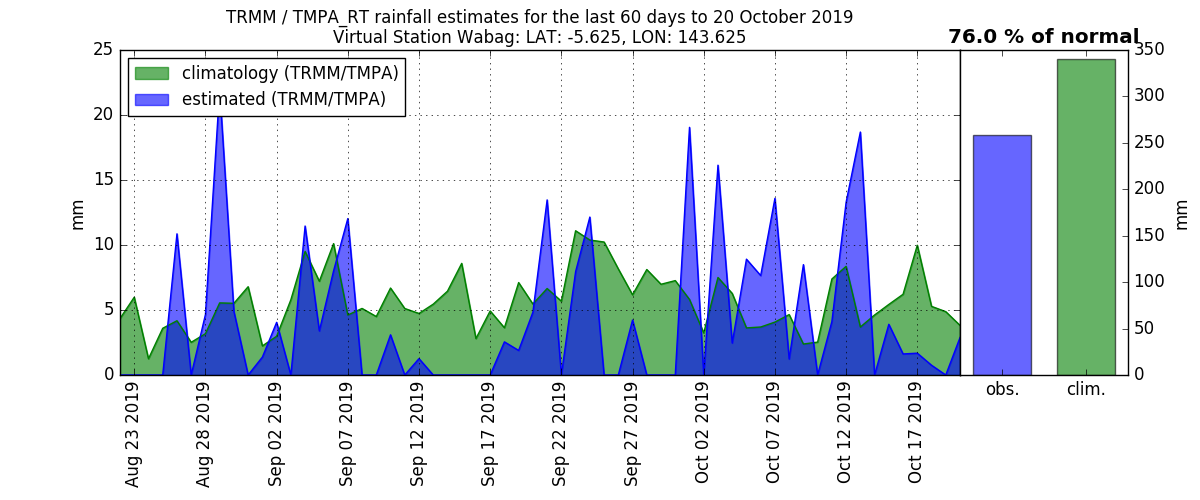 TRMM / TMPA_RT rainfall estimates for the last 60 days to 20 October 2019
Virtual Station Wabag: LAT: -5.625, LON: 143.625
76.0 % of normal
climatology (TRMM/TMPA)
estimated (TRMM/TMPA)
25
20
15
10
5
0
mm
350
300
250
200
150
100
50
0
mm
Aug 23 2019
Aug 28 2019
Sep 02 2019
Sep 07 2019
Sep 12 2019
Sep 17 2019
Sep 22 2019
Sep 27 2019
Oct 02 2019
Oct 07 2019
Oct 12 2019
Oct 17 2019
obs.
clim.